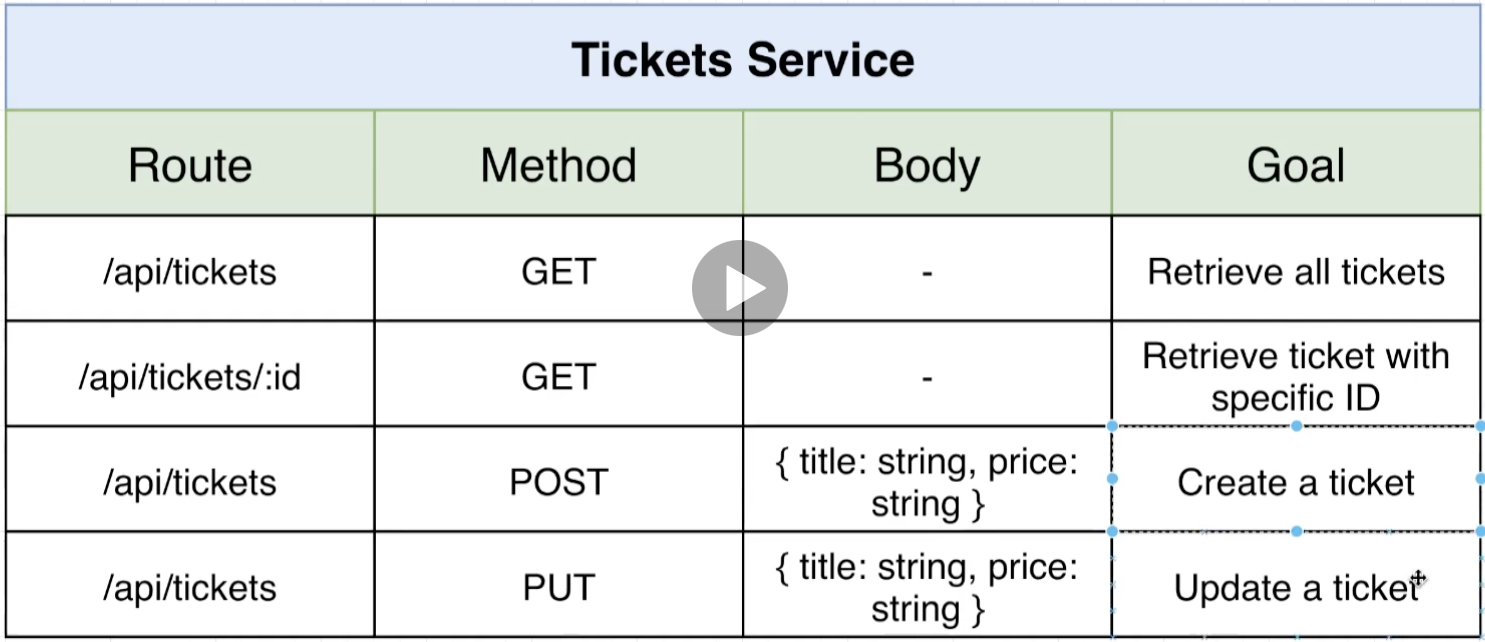 Tickets Service
Route Method Body Goal
/api/tickets GET - Retrieve all tickets
/api/tickets/:id GET - Retrieve ticket with
specific ID
/api/tickets POST { title: string, price:
string } Create a ticket
/api/tickets PUT { title: string, price:
string } Update a ticket